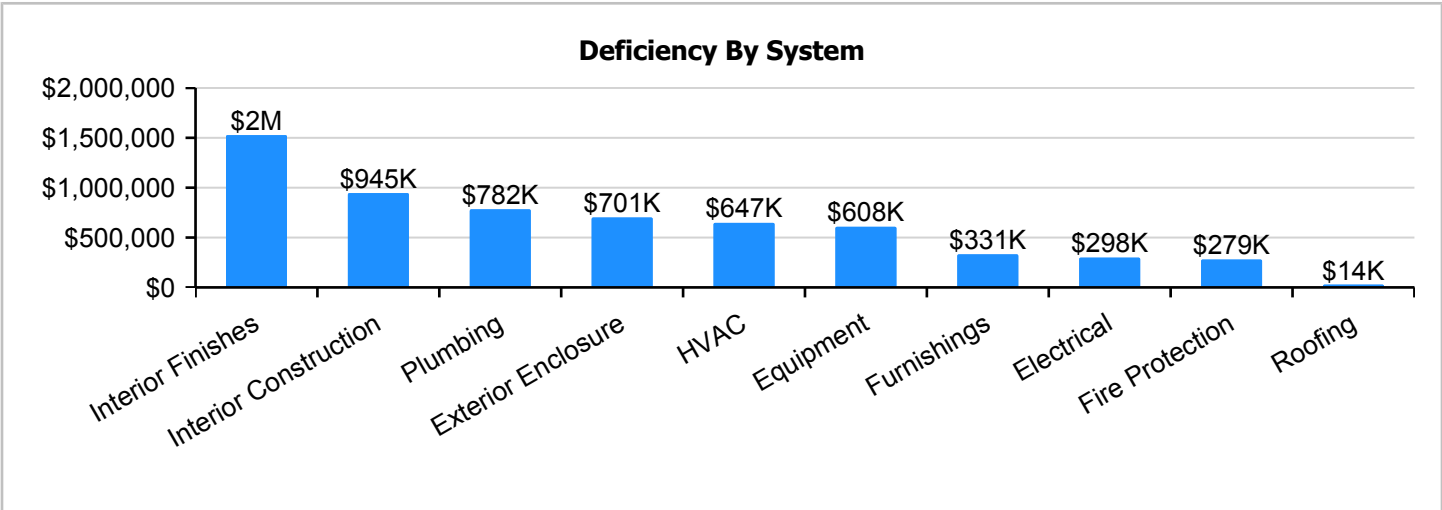 Deficiency By System
$2,000,000
$1,500,000
$1,000,000
$500,000
$0
$2M
$945K
$782K
$701K
$647K
$608K
$331K
$298K
$279K
$14K
Interior Finishes
Interior Construction
Plumbing
Exterior Enclosure
HVAC
Equipment
Furnishings
Electrical
Fire Protection
Roofing